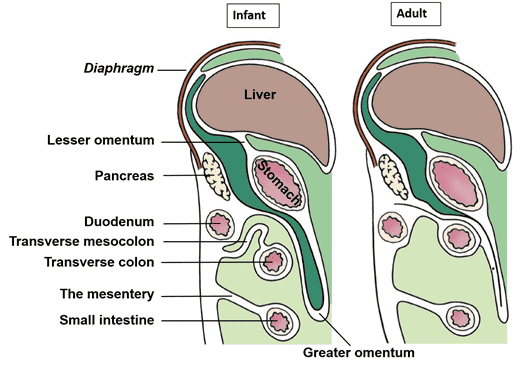 Infant
Adult
Diaphragm
Liver
Lesser omentum
Stomach
Pancreas
Duodenum
Transverse mesocolon
Transverse colon
The mesentery
Small intestine
Greater omentum